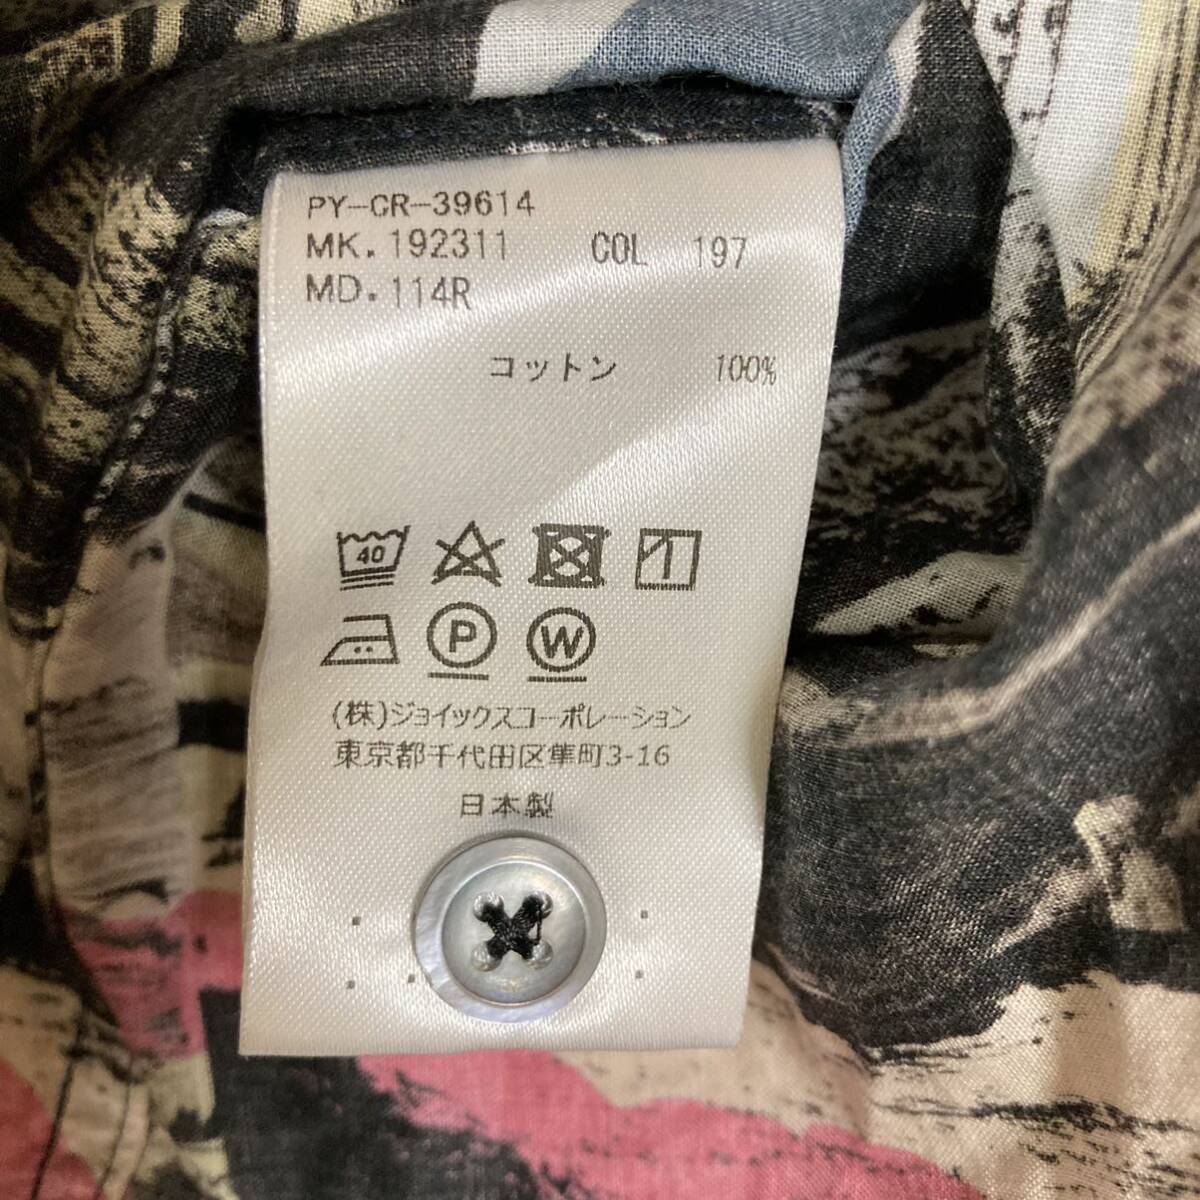 PY-CR-39614
MK. 192311 COL 197
MD. 114R
コットン 100%
40
P W
(株)ジョイックスコーポレーション
東京都千代田区隼町3-16
日本製